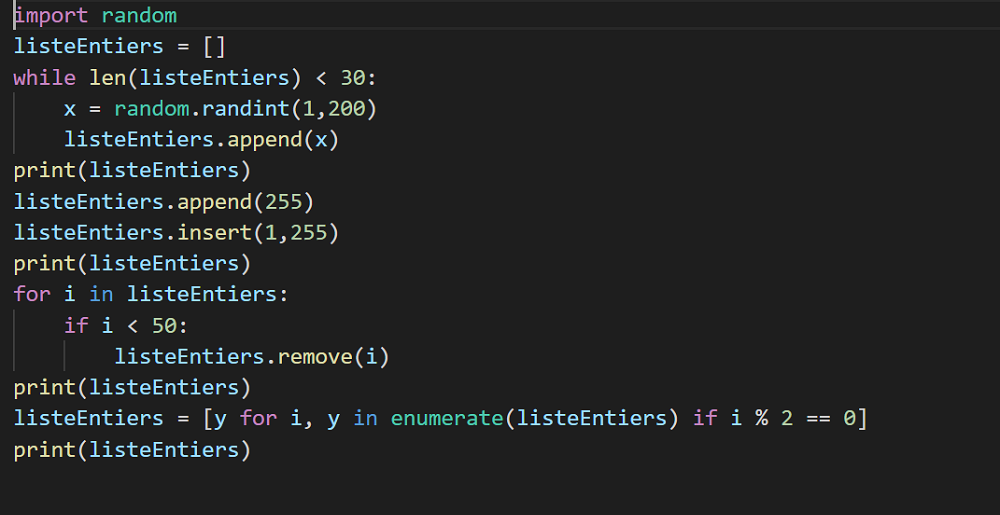 import random
listeEntiers = []
while len(listeEntiers) < 30:
    x = random.randint(1,200)
    listeEntiers.append(x)
print(listeEntiers)
listeEntiers.append(255)
listeEntiers.insert(1,255)
print(listeEntiers)
for i in listeEntiers:
    if i < 50:
        listeEntiers.remove(i)
print(listeEntiers)
listeEntiers = [y for i, y in enumerate(listeEntiers) if i % 2 == 0]
print(listeEntiers)